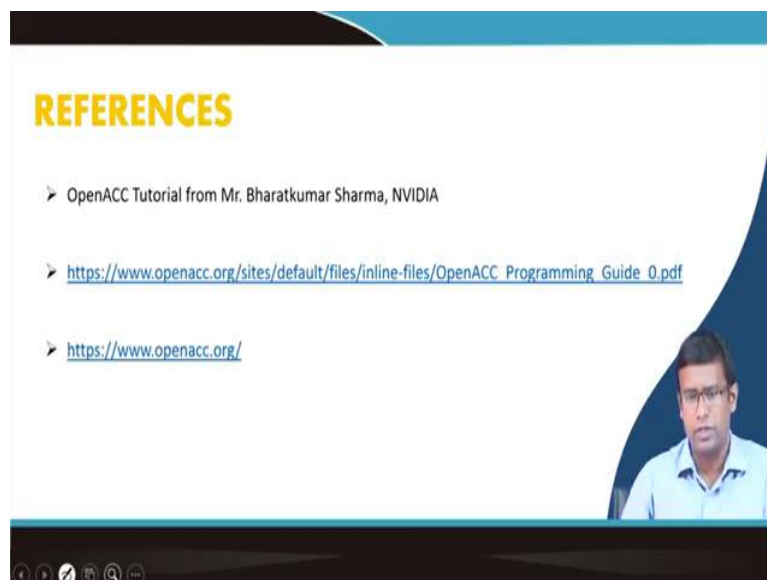 REFERENCES
➢ OpenACC Tutorial from Mr. Bharatkumar Sharma, NVIDIA
➢ https://www.openacc.org/sites/default/files/inline-files/OpenACC_Programming_Guide_0.pdf
➢ https://www.openacc.org/